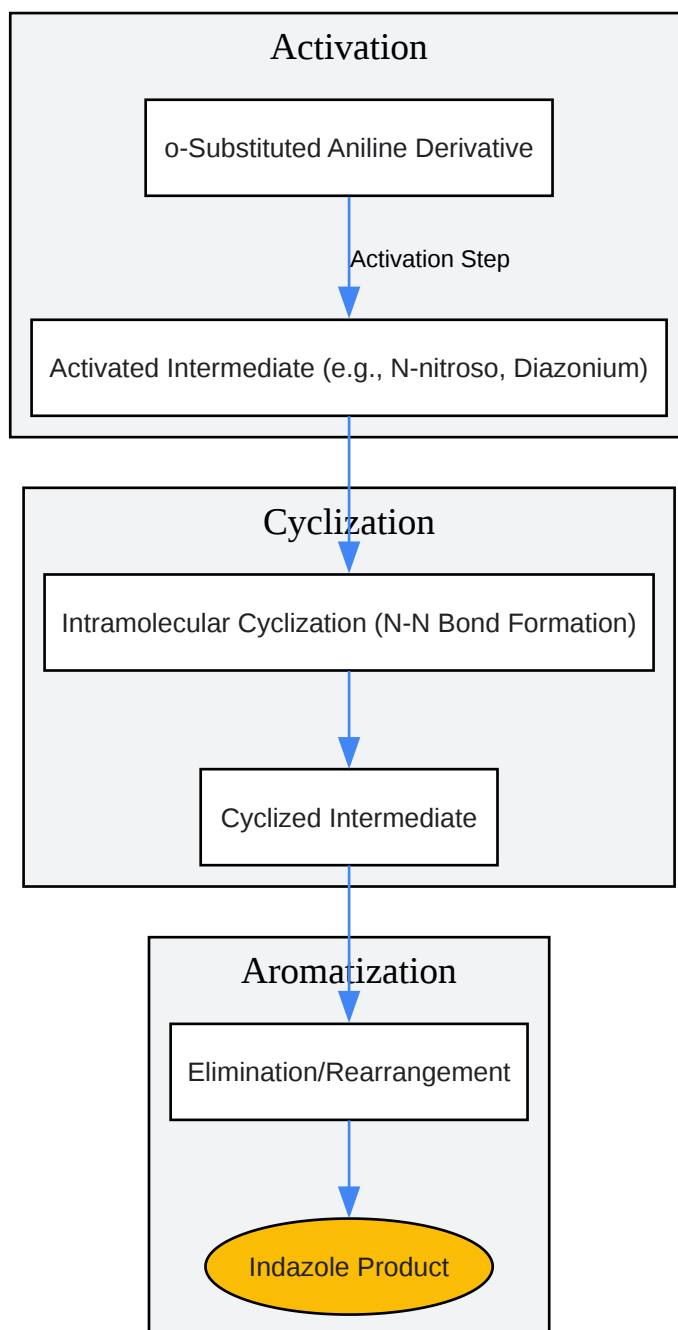 Activation
o-Substituted Aniline Derivative
Activation Step
Activated Intermediate (e.g., N-nitroso, Diazonium)
Cyclization
Intramolecular Cyclization (N-N Bond Formation)
Cyclized Intermediate
Aromatization
Elimination/Rearrangement
Indazole Product